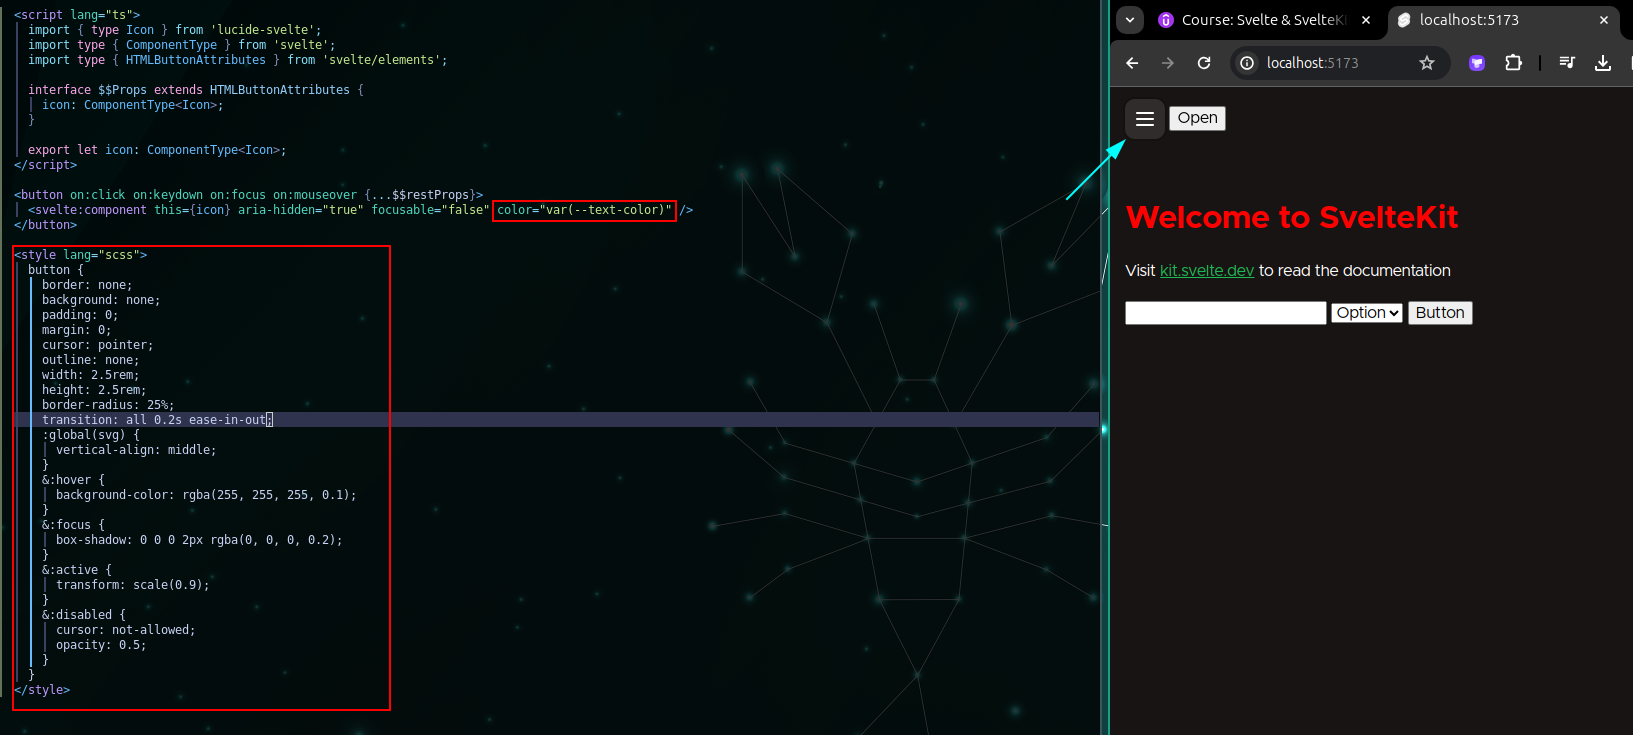 <script lang="ts">
import { type Icon } from 'lucide-svelte';
import type { ComponentType } from 'svelte';
import type { HTMLButtonAttributes } from 'svelte/elements';
interface $$Props extends HTMLButtonAttributes {
icon: ComponentType<Icon>;
}
export let icon: ComponentType<Icon>;
</script>
<button on:click on:keydown on:focus on:mouseover {...$$restProps}>
<svelte:component this={icon} aria-hidden="true" focusable="false" color="var(--text-color)" />
</button>
<style lang="scss">
button {
border: none;
background: none;
padding: 0;
margin: 0;
cursor: pointer;
outline: none;
width: 2.5rem;
height: 2.5rem;
border-radius: 25%;
transition: all 0.2s ease-in-out;
:global(svg) {
vertical-align: middle;
}
&:hover {
background-color: rgba(255, 255, 255, 0.1);
}
&:focus {
box-shadow: 0 0 0 2px rgba(0, 0, 0, 0.2);
}
&:active {
transform: scale(0.9);
}
&:disabled {
cursor: not-allowed;
opacity: 0.5;
}
}
</style>
Course: Svelte & SvelteKi
localhost:5173
localhost:5173
Open
Welcome to SvelteKit
Visit kit.svelte.dev to read the documentation
Option Button